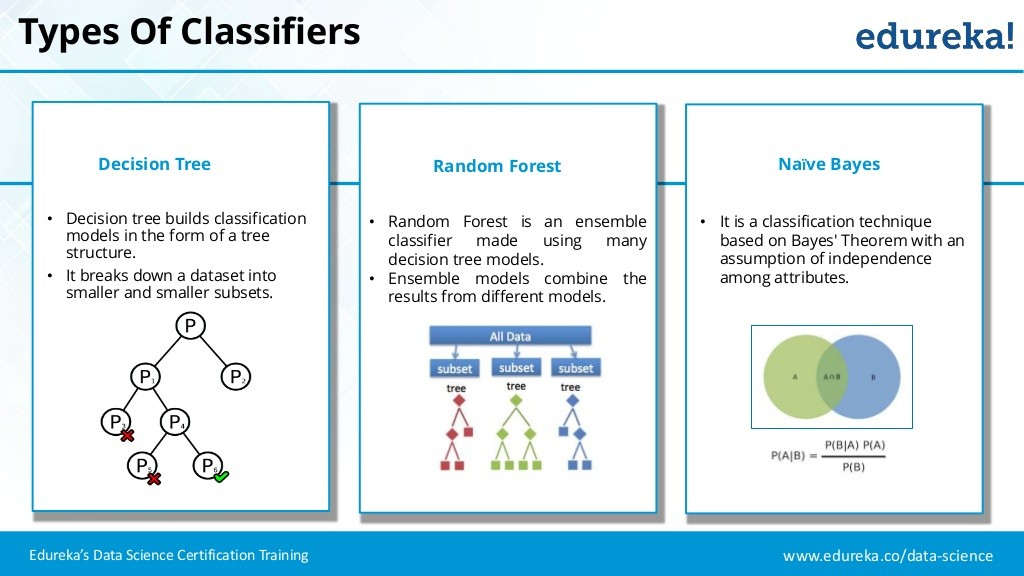 Types Of Classifiers
edureka!
Decision Tree
• Decision tree builds classification
models in the form of a tree
structure.
• It breaks down a dataset into
smaller and smaller subsets.
P
P1
P2
P3
P4
P5
P6
Random Forest
• Random Forest is an ensemble
classifier made using many
decision tree models.
• Ensemble models combine the
results from different models.
All Data
subset subset subset
tree tree tree
Naïve Bayes
• It is a classification technique
based on Bayes' Theorem with an
assumption of independence
among attributes.
A A∩B B
P(A|B) = P(B|A) P(A)
P(B)
Edureka’s Data Science Certification Training
www.edureka.co/data-science